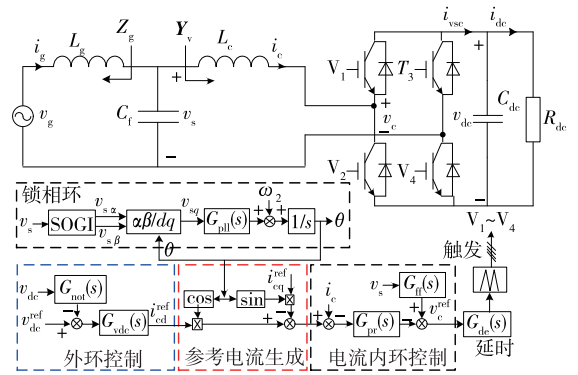 Z_g Y_v i_vsc i_dc
i_g L_g L_c i_c +
+ V_1 T_3
v_g C_f v_s + v_c v_dc C_dc R_dc
− − V_2 V_4 −
锁相环 ω_2 V_1~V_4
v_s SOGI v_sα v_sβ αβ/dq v_sq G_pll(s) + + 1/s θ
θ 触发
v_dc G_not(s) cos sin i_cq^ref i_c v_s G_ff(s)
v_dc^ref + − G_vdc(s) i_cd^ref + − + − G_pr(s) − + v_c^ref G_de(s)
外环控制 参考电流生成 电流内环控制 延时